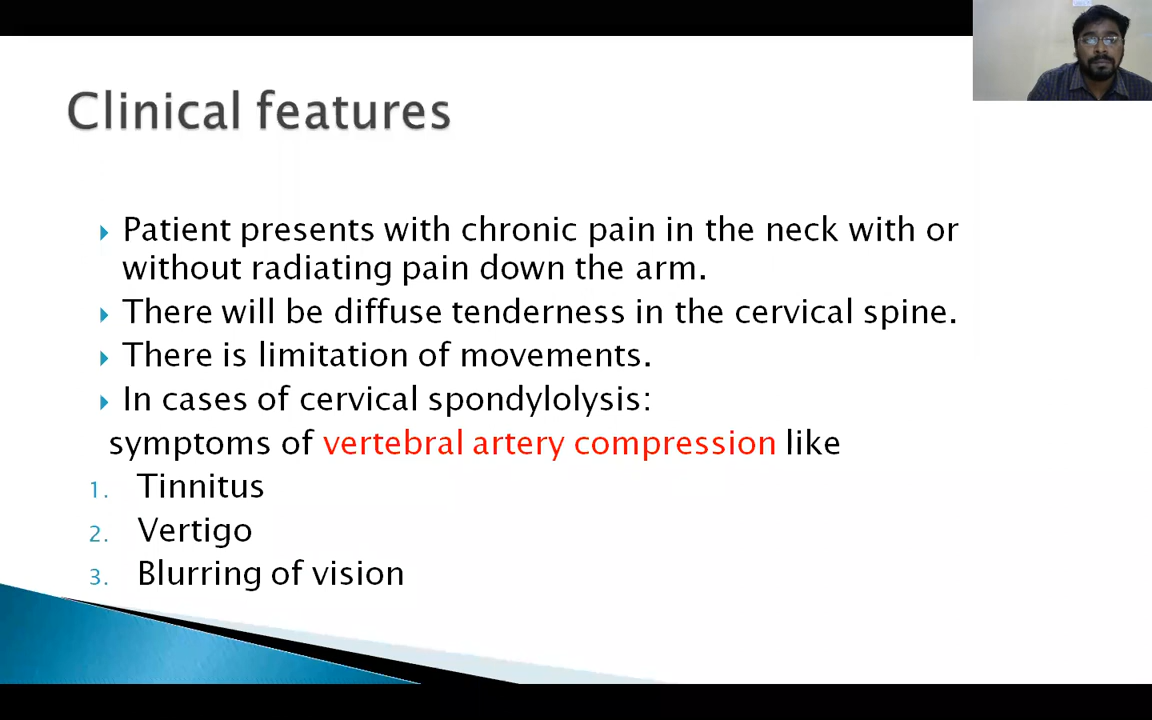 Clinical features
Patient presents with chronic pain in the neck with or
without radiating pain down the arm.
There will be diffuse tenderness in the cervical spine.
There is limitation of movements.
In cases of cervical spondylolysis:
symptoms of vertebral artery compression like
1. Tinnitus
2. Vertigo
3. Blurring of vision